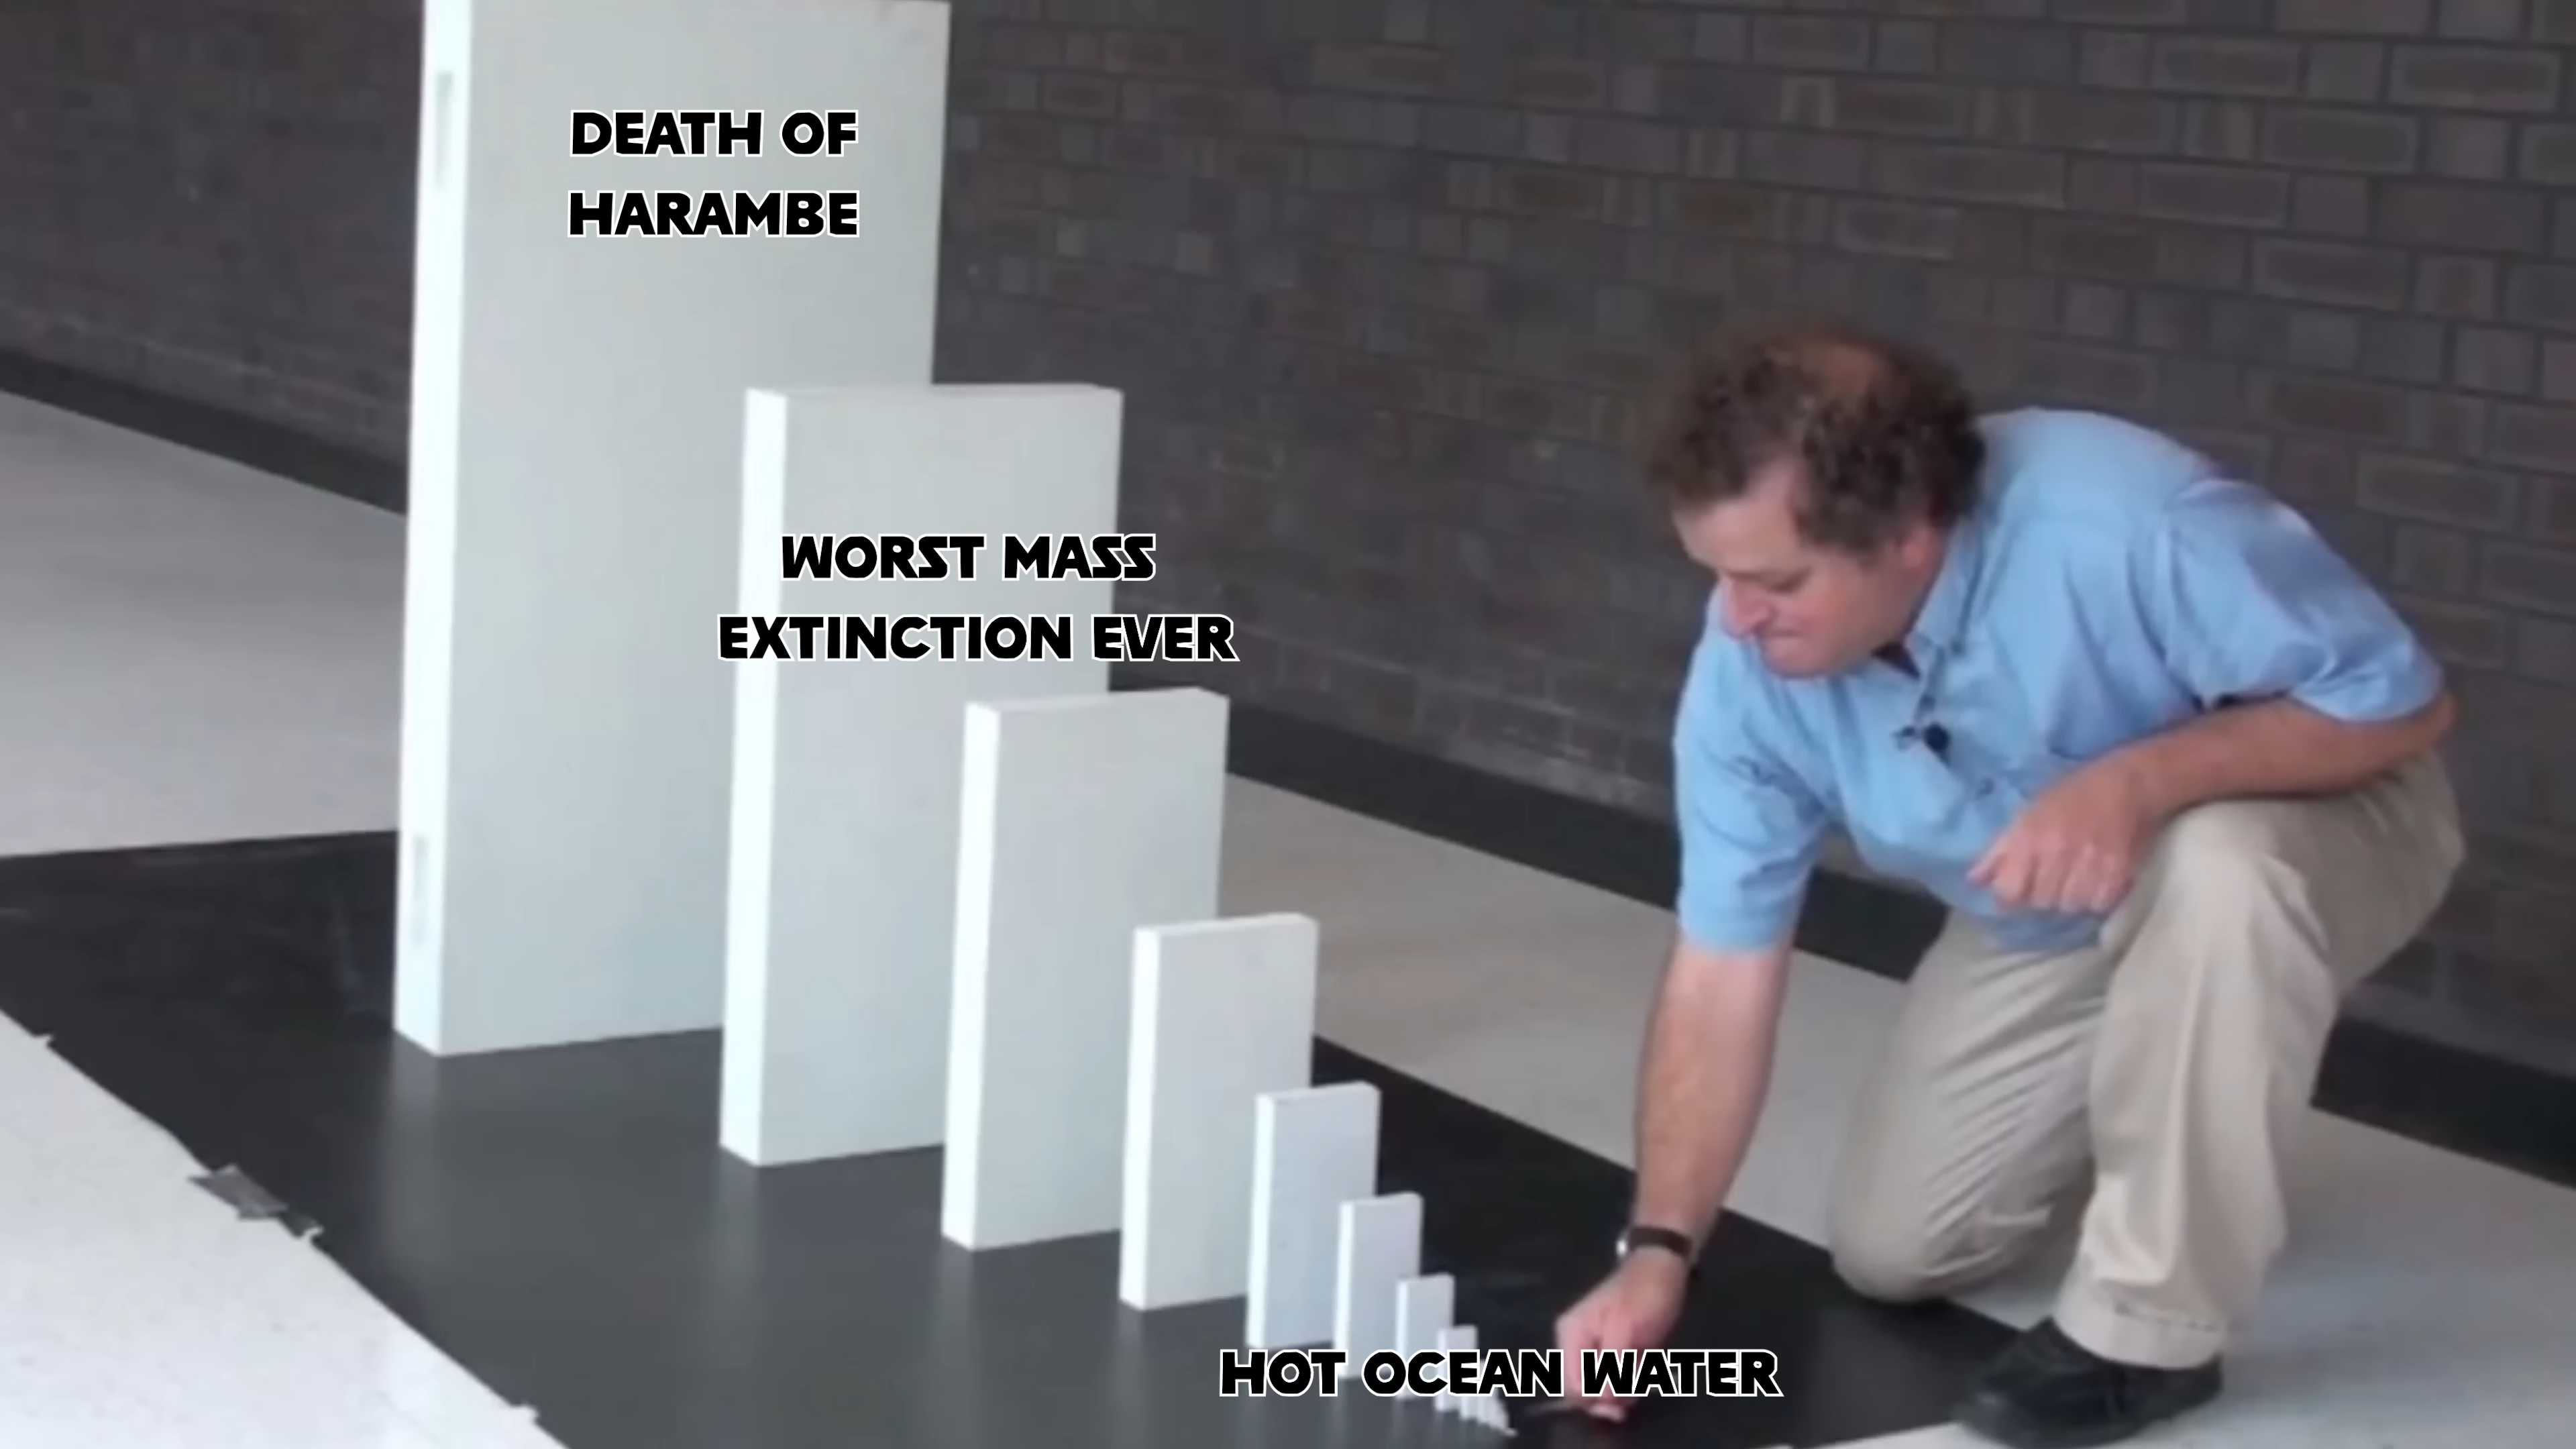 DEATH OF
HARAMBE
WORST MASS
EXTINCTION EVER
HOT OCEAN WATER